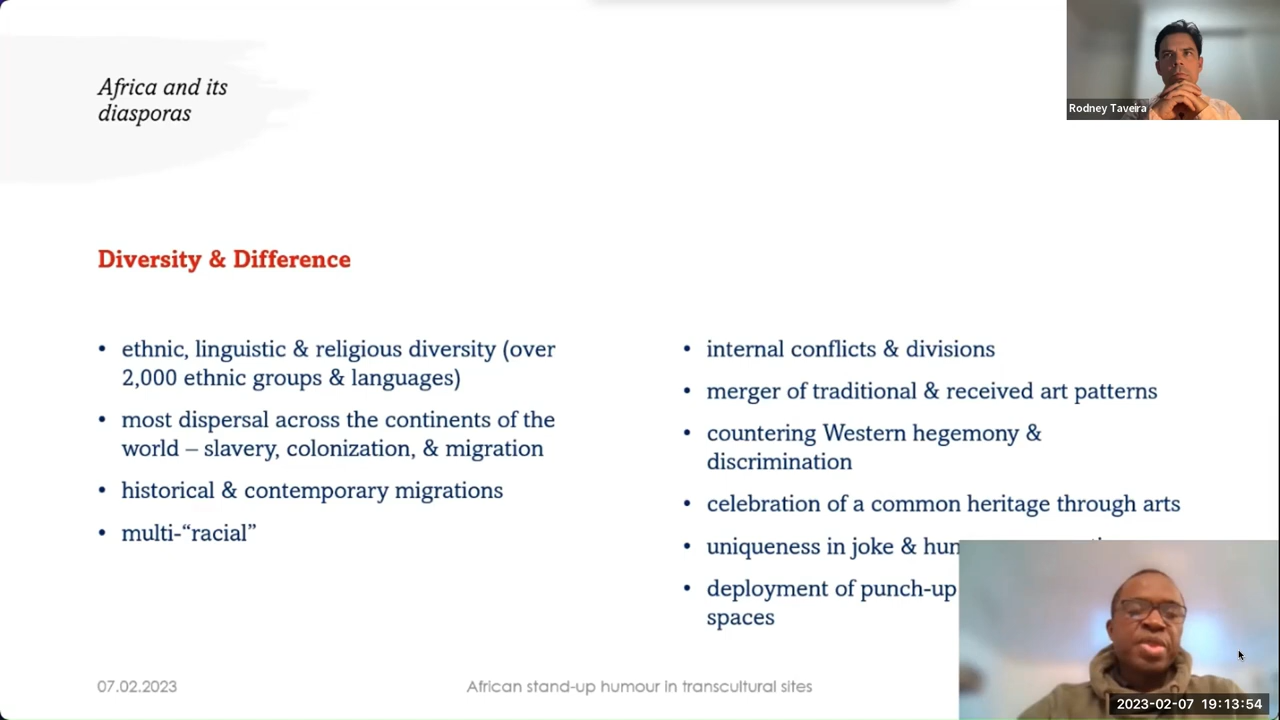 Africa and its
diasporas
Rodney Taveira
Diversity & Difference
• ethnic, linguistic & religious diversity (over
2,000 ethnic groups & languages)
• most dispersal across the continents of the
world – slavery, colonization, & migration
• historical & contemporary migrations
• multi-“racial”
• internal conflicts & divisions
• merger of traditional & received art patterns
• countering Western hegemony &
discrimination
• celebration of a common heritage through arts
• uniqueness in joke &
• deployment of punch-up
spaces
07.02.2023
African stand-up humour in transcultural sites
2023-02-07 19:13:54